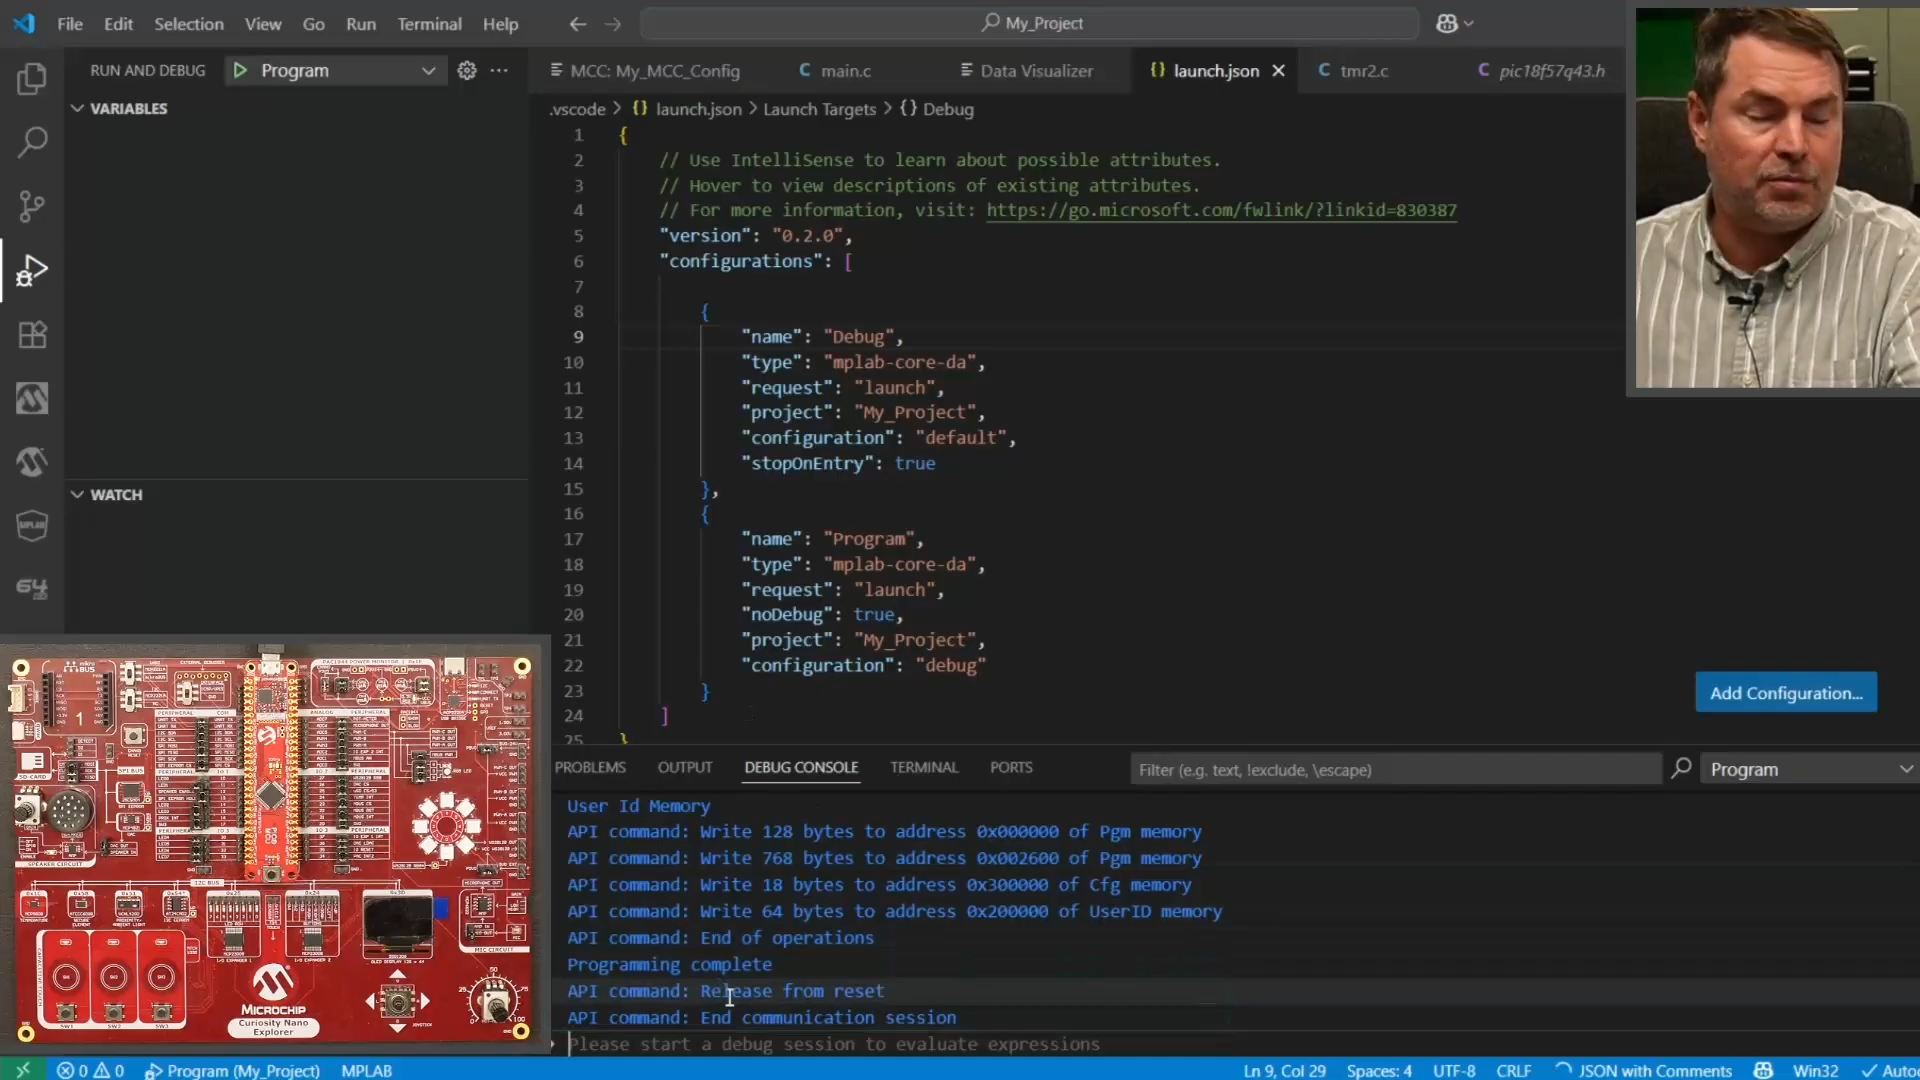 File Edit Selection View Go Run Terminal Help
My_Project
RUN AND DEBUG Program
MCC: My_MCC_Config main.c Data Visualizer launch.json tmr2.c pic18f57q43.h
VARIABLES
.vscode > {} launch.json > Launch Targets > {} Debug
1 {
2 // Use IntelliSense to learn about possible attributes.
3 // Hover to view descriptions of existing attributes.
4 // For more information, visit: https://go.microsoft.com/fwlink/?linkid=830387
5 "version": "0.2.0",
6 "configurations": [
7
8 {
9 "name": "Debug",
10 "type": "mplab-core-da",
11 "request": "launch",
12 "project": "My_Project",
13 "configuration": "default",
14 "stopOnEntry": true
15 },
16 {
17 "name": "Program",
18 "type": "mplab-core-da",
19 "request": "launch",
20 "noDebug": true,
21 "project": "My_Project",
22 "configuration": "debug"
23 }
24 ]
25 }
WATCH
Add Configuration...
PROBLEMS OUTPUT DEBUG CONSOLE TERMINAL PORTS
Filter (e.g. text, !exclude, \escape)
Program
User Id Memory
API command: Write 128 bytes to address 0x000000 of Pgm memory
API command: Write 768 bytes to address 0x002600 of Pgm memory
API command: Write 18 bytes to address 0x300000 of Cfg memory
API command: Write 64 bytes to address 0x200000 of UserID memory
API command: End of operations
Programming complete
API command: Release from reset
API command: End communication session
Please start a debug session to evaluate expressions
MICROCHIP
Curiosity Nano
Explorer
0 0 Program (My_Project) MPLAB
Ln 9, Col 29 Spaces: 4 UTF-8 CRLF JSON with Comments Win32